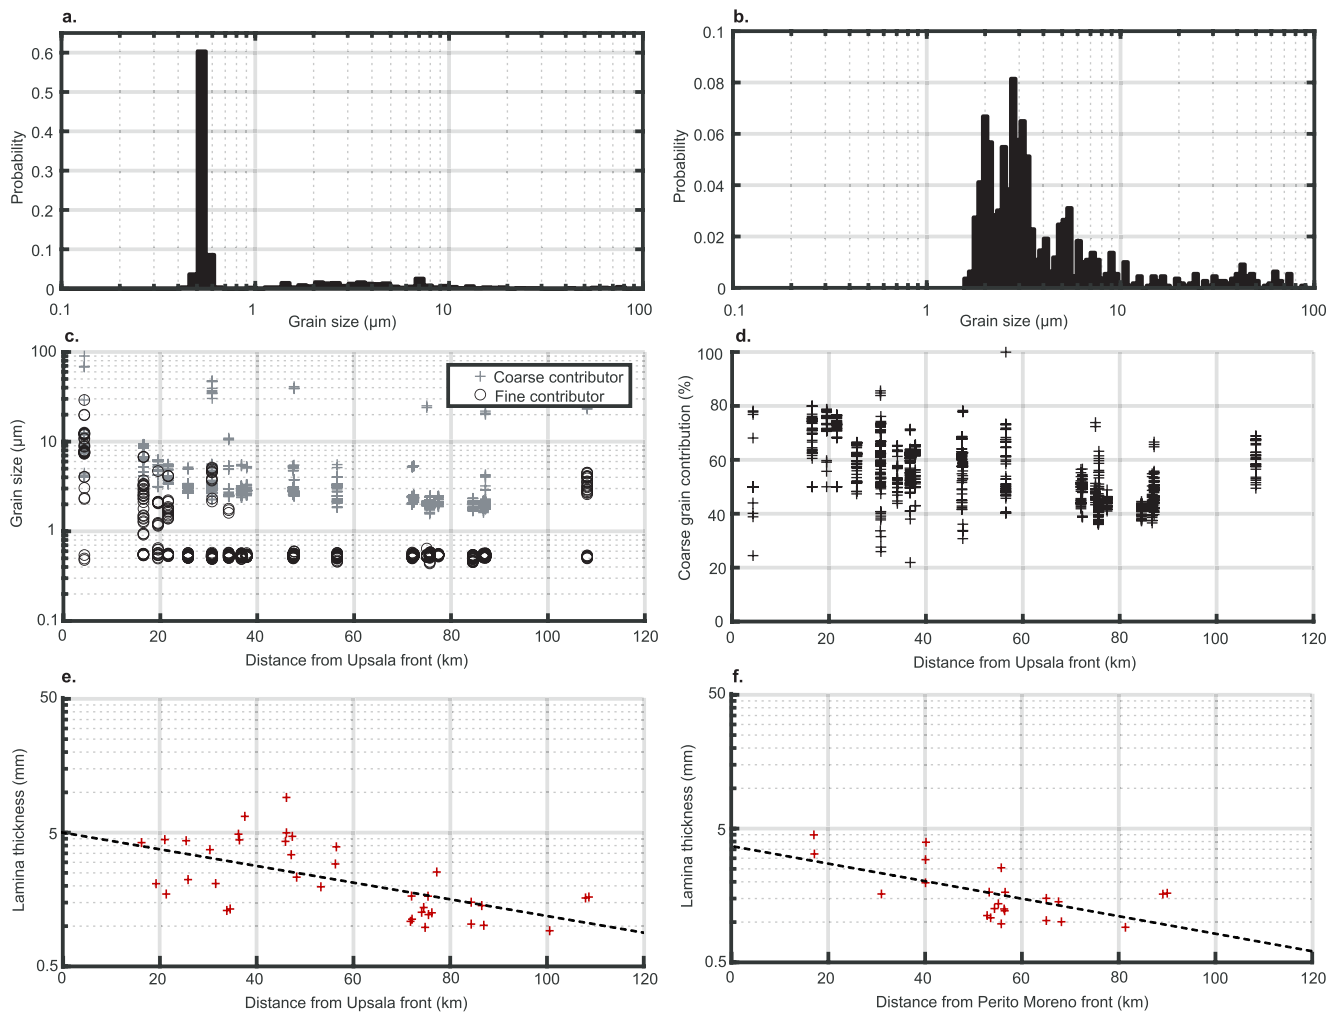 a.
0.6
0.5
0.4
0.3
0.2
0.1
0
Probability
0.1 1 10 100
Grain size (µm)
b.
0.1
0.08
0.06
0.04
0.02
0
Probability
0.1 1 10 100
Grain size (µm)
c.
100
10
1
0.1
Grain size (µm)
Coarse contributor
Fine contributor
0 20 40 60 80 100 120
Distance from Upsala front (km)
d.
100
80
60
40
20
0
Coarse grain contribution (%)
0 20 40 60 80 100 120
Distance from Upsala front (km)
e.
50
5
0.5
Lamina thickness (mm)
0 20 40 60 80 100 120
Distance from Upsala front (km)
f.
50
5
0.5
Lamina thickness (mm)
0 20 40 60 80 100 120
Distance from Perito Moreno front (km)